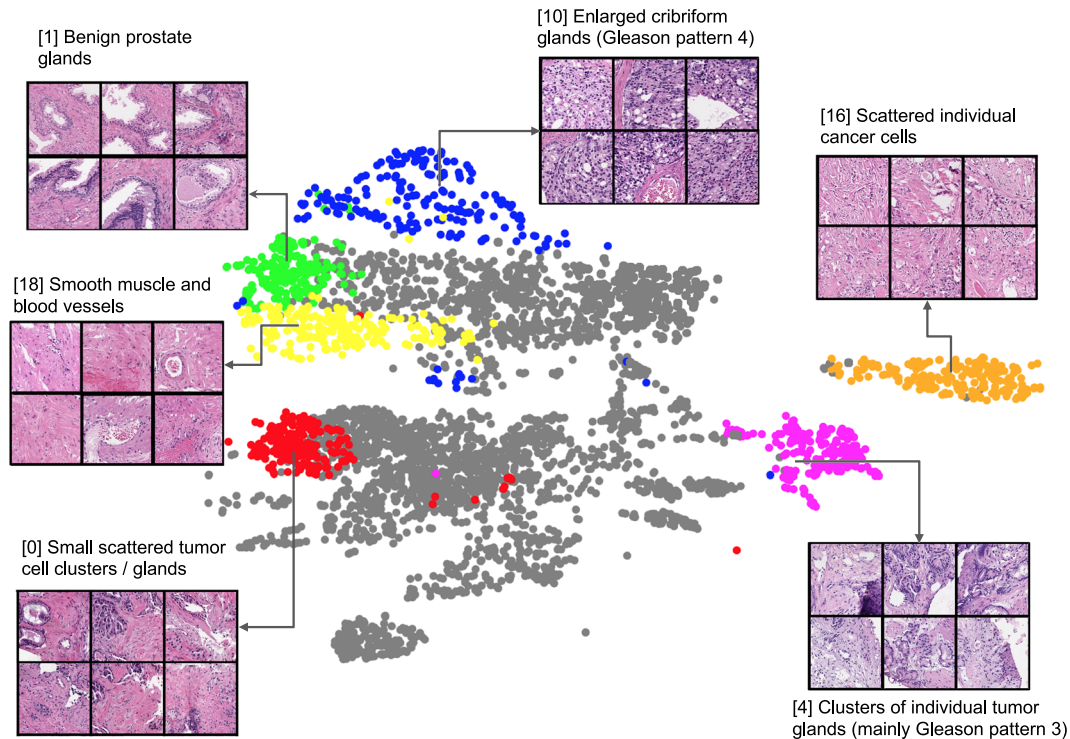 [1] Benign prostate
glands
[10] Enlarged cribriform
glands (Gleason pattern 4)
[16] Scattered individual
cancer cells
[18] Smooth muscle and
blood vessels
[0] Small scattered tumor
cell clusters / glands
[4] Clusters of individual tumor
glands (mainly Gleason pattern 3)